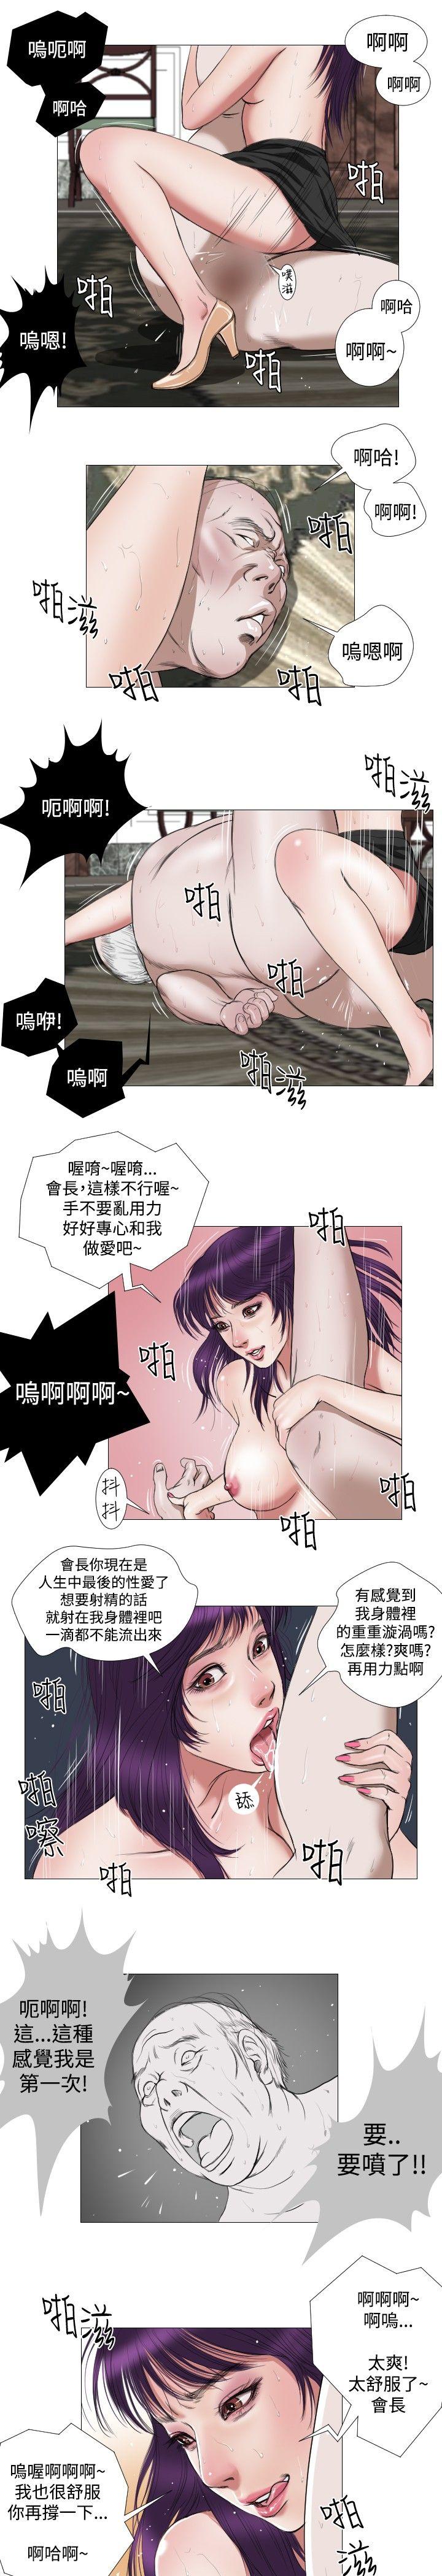 嗚呃啊
啊哈
啊啊
啊啊
啪
啪
噗
滋
啪
啊哈
啊啊~
嗚嗯!
啊哈!
啊啊!
啪
啪滋
啪
啪
嗚嗯啊
啪滋
呃啊啊!
啪
啪
嗚咿!
嗚啊
啪滋
喔唷~喔唷...
會長,這樣不行喔~
手不要亂用力
好好專心和我
做愛吧~
啪
啪
嗚啊啊啊~
抖
抖
啪
啪
會長你現在是
人生中最後的性愛了
想要射精的話
就射在我身體裡吧
一滴都不能流出來
有感覺到
我身體裡
的重重漩渦嗎?
怎麼樣?爽嗎?
再用力點啊
啪
啪
嚓
舔
啪
啪
呃啊啊!
這...這種
感覺我是
第一次!
要..
要噴了!!
啪滋
啊啊啊~
啊嗚...
太爽!
太舒服了~
會長
嗚喔啊啊啊~
我也很舒服
你再撐一下...
啊哈啊~
啪
啪